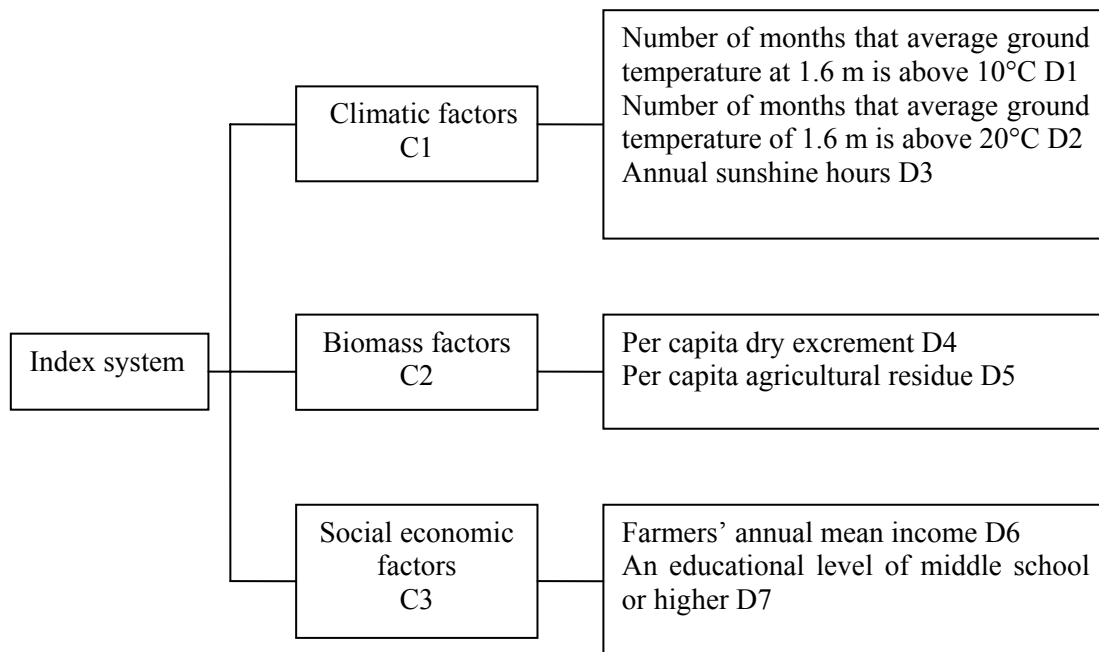 Number of months that average ground
temperature at 1.6 m is above 10°C D1
Number of months that average ground
temperature of 1.6 m is above 20°C D2
Annual sunshine hours D3
Climatic factors
C1
Index system
Biomass factors
C2
Per capita dry excrement D4
Per capita agricultural residue D5
Social economic
factors
C3
Farmers’ annual mean income D6
An educational level of middle school
or higher D7